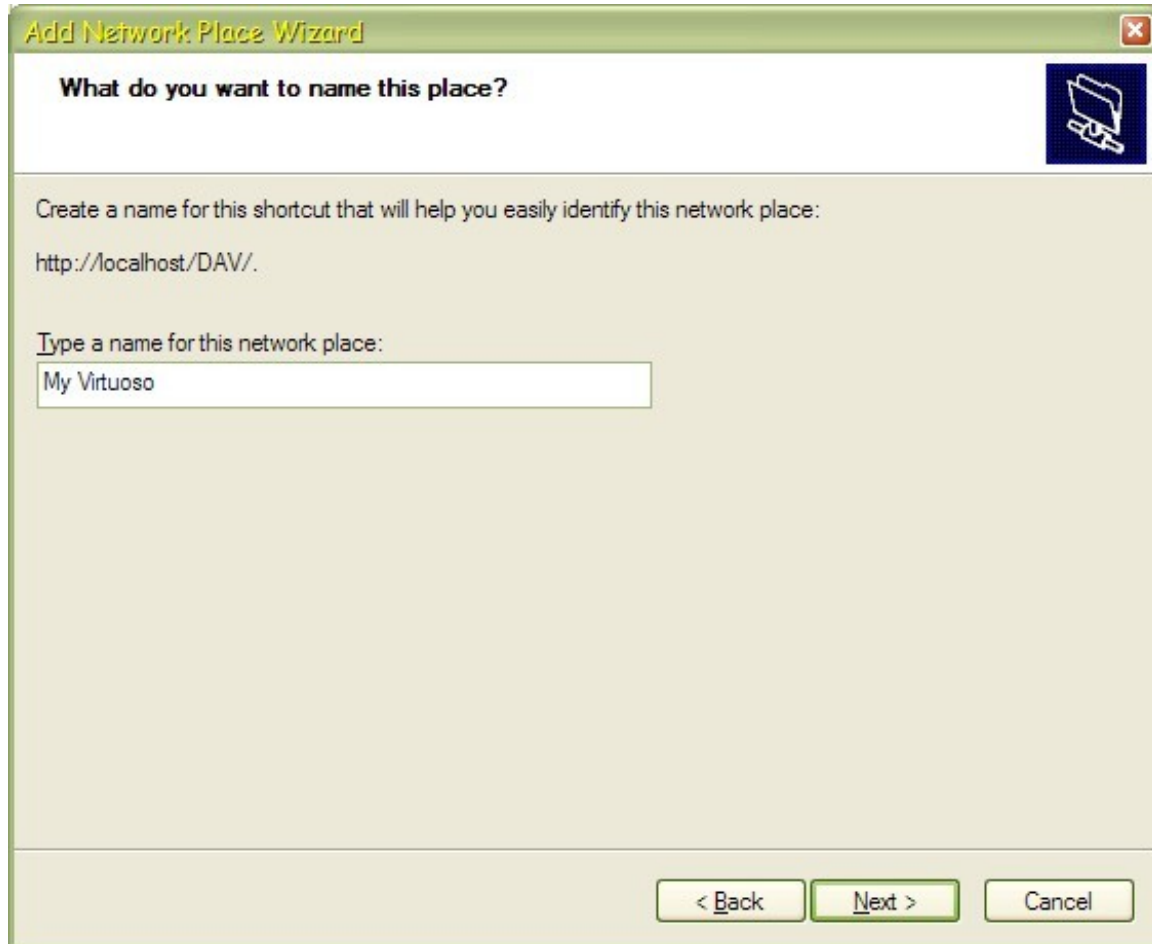 Add Network Place Wizard
What do you want to name this place?
Create a name for this shortcut that will help you easily identify this network place:
http://localhost/DAV/.
Type a name for this network place:
My Virtuoso
< Back
Next >
Cancel